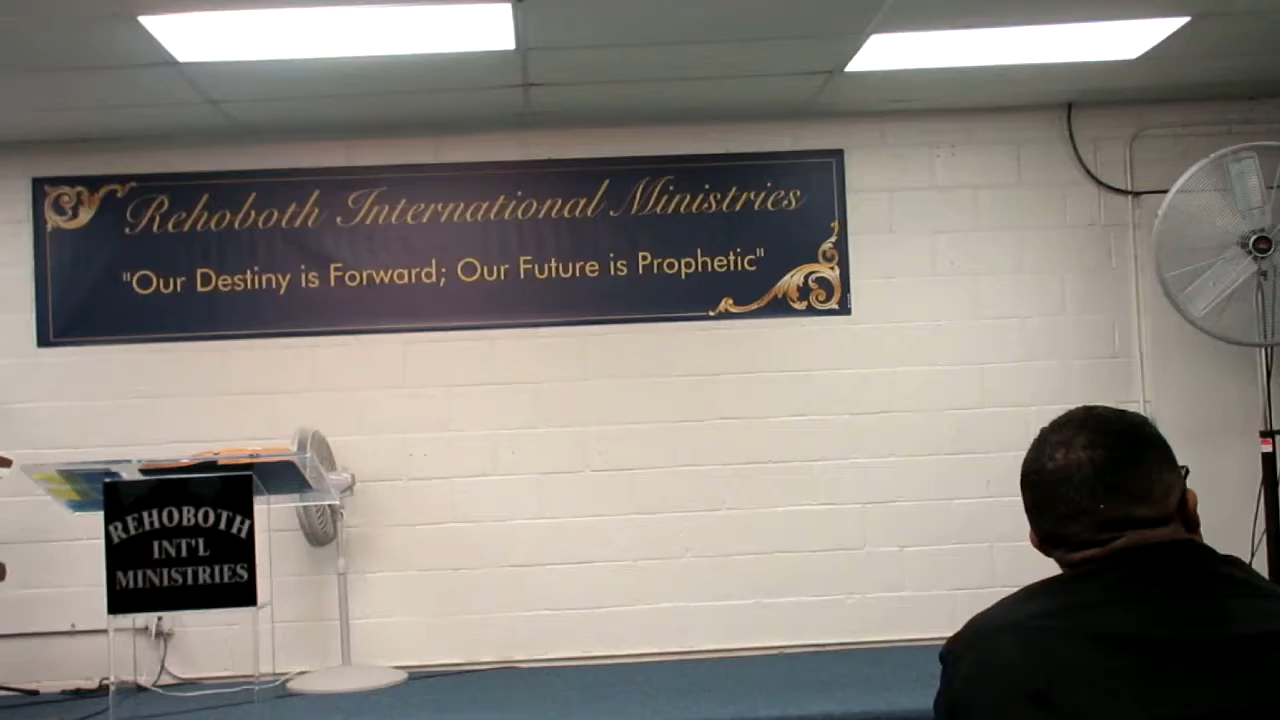 Rehoboth International Ministries
"Our Destiny is Forward; Our Future is Prophetic"
REHOBOTH
INT'L
MINISTRIES